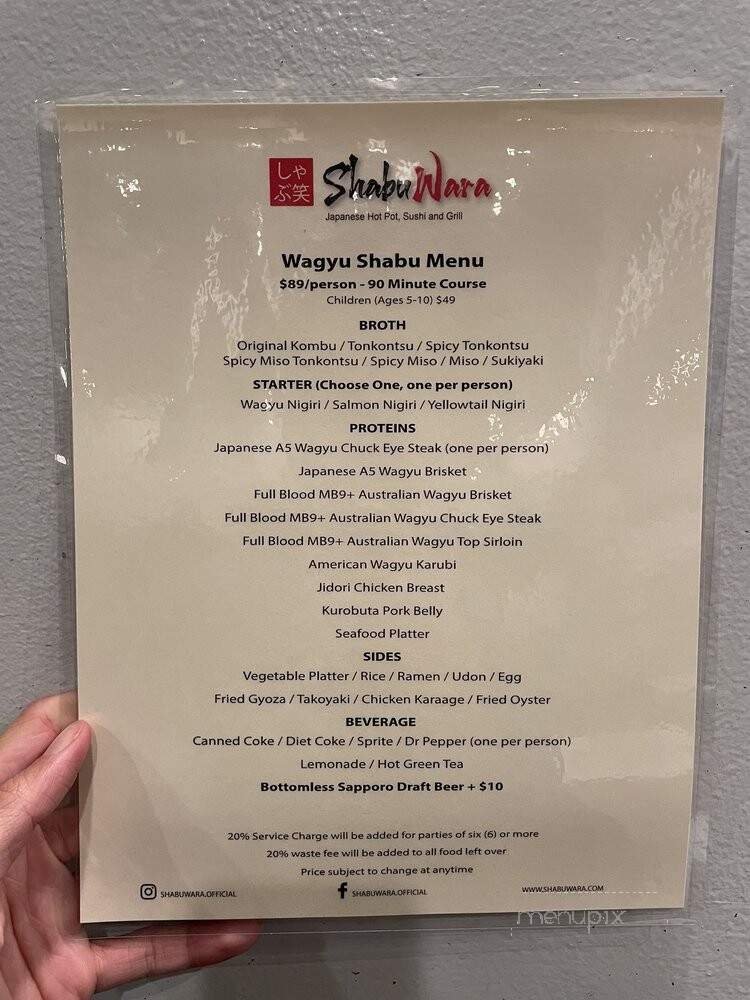 しゃ
ぶ笑
ShabuWara
Japanese Hot Pot, Sushi and Grill
Wagyu Shabu Menu
$89/person - 90 Minute Course
Children (Ages 5-10) $49
BROTH
Original Kombu / Tonkontsu / Spicy Tonkontsu
Spicy Miso Tonkontsu / Spicy Miso / Miso / Sukiyaki
STARTER (Choose One, one per person)
Wagyu Nigiri / Salmon Nigiri / Yellowtail Nigiri
PROTEINS
Japanese A5 Wagyu Chuck Eye Steak (one per person)
Japanese A5 Wagyu Brisket
Full Blood MB9+ Australian Wagyu Brisket
Full Blood MB9+ Australian Wagyu Chuck Eye Steak
Full Blood MB9+ Australian Wagyu Top Sirloin
American Wagyu Karubi
Jidori Chicken Breast
Kurobuta Pork Belly
Seafood Platter
SIDES
Vegetable Platter / Rice / Ramen / Udon / Egg
Fried Gyoza / Takoyaki / Chicken Karaage / Fried Oyster
BEVERAGE
Canned Coke / Diet Coke / Sprite / Dr Pepper (one per person)
Lemonade / Hot Green Tea
Bottomless Sapporo Draft Beer + $10
20% Service Charge will be added for parties of six (6) or more
20% waste fee will be added to all food left over
Price subject to change at anytime
SHABUWARA.OFFICIAL
SHABUWARA.OFFICIAL
WWW.SHABUWARA.COM
menupix